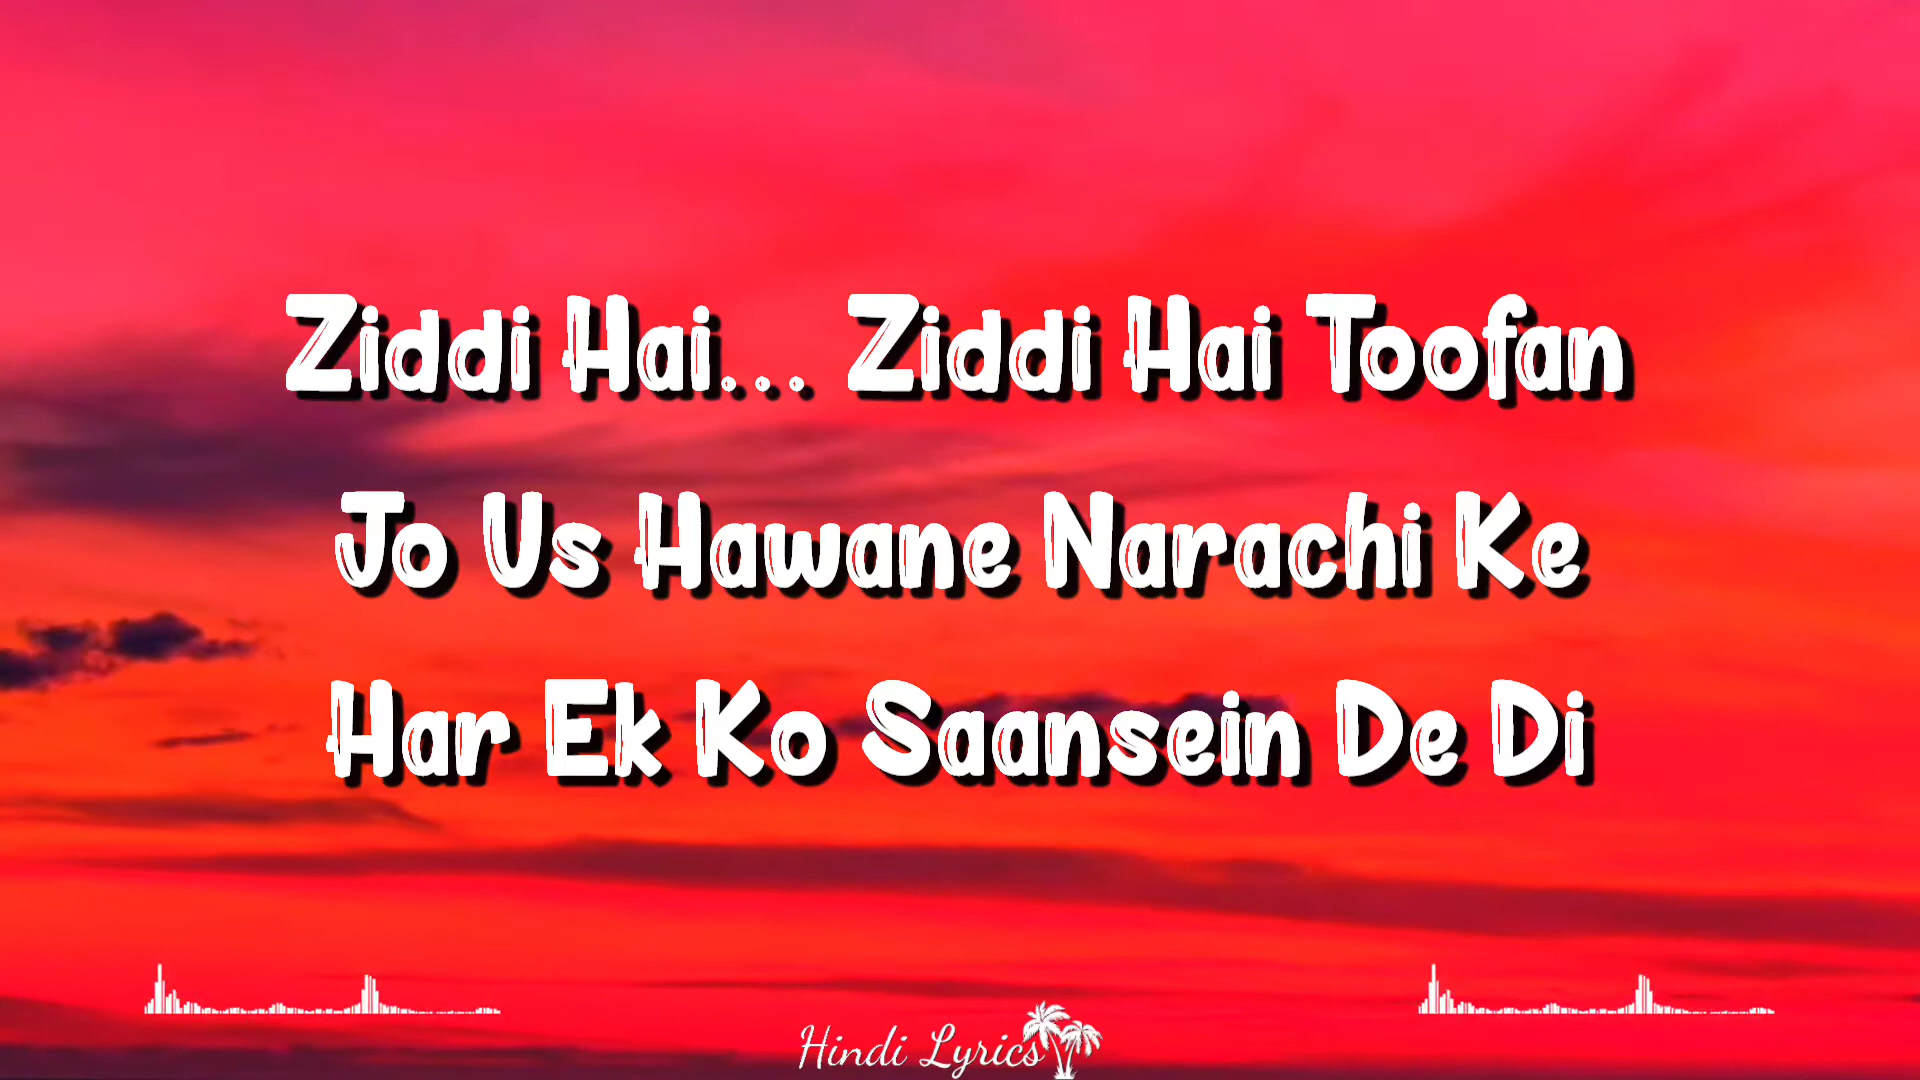 Ziddi Hai... Ziddi Hai Toofan
Jo Us Hawane Narachi Ke
Har Ek Ko Saansein De Di
Hindi Lyrics